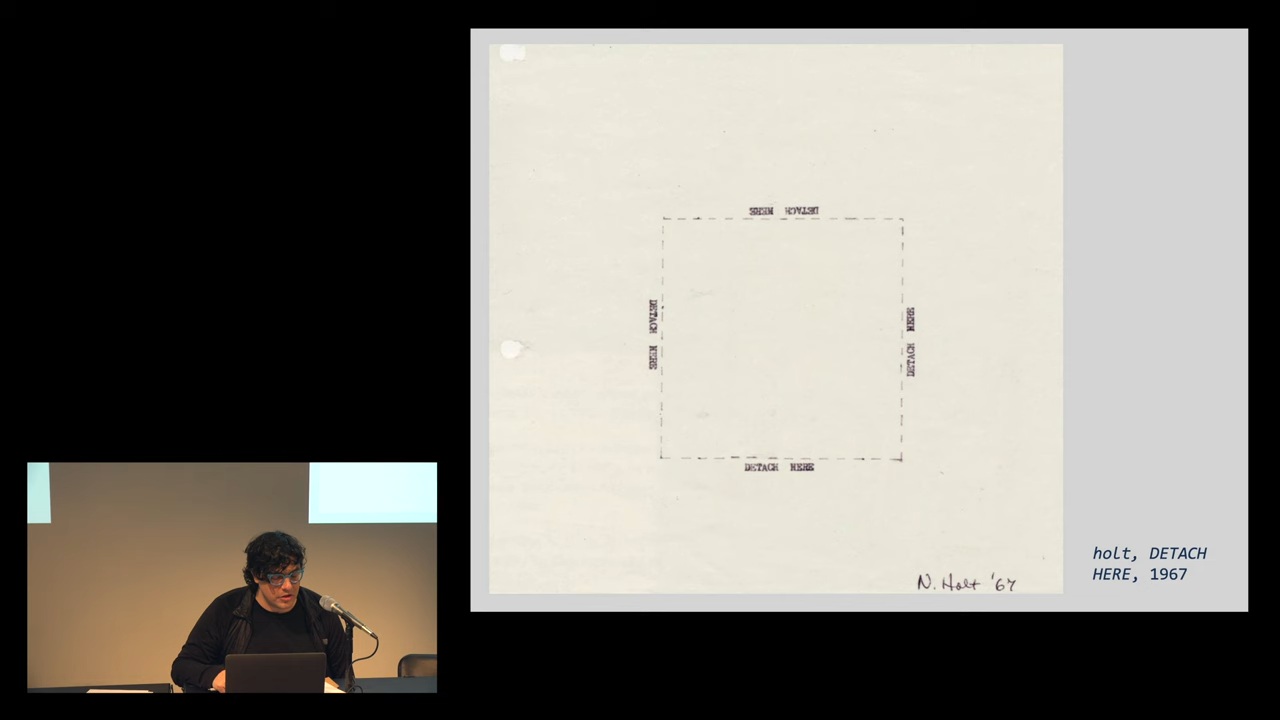 DETACH HERE
DETACH HERE
DETACH HERE
DETACH HERE
N. Holt '67
holt, DETACH
HERE, 1967